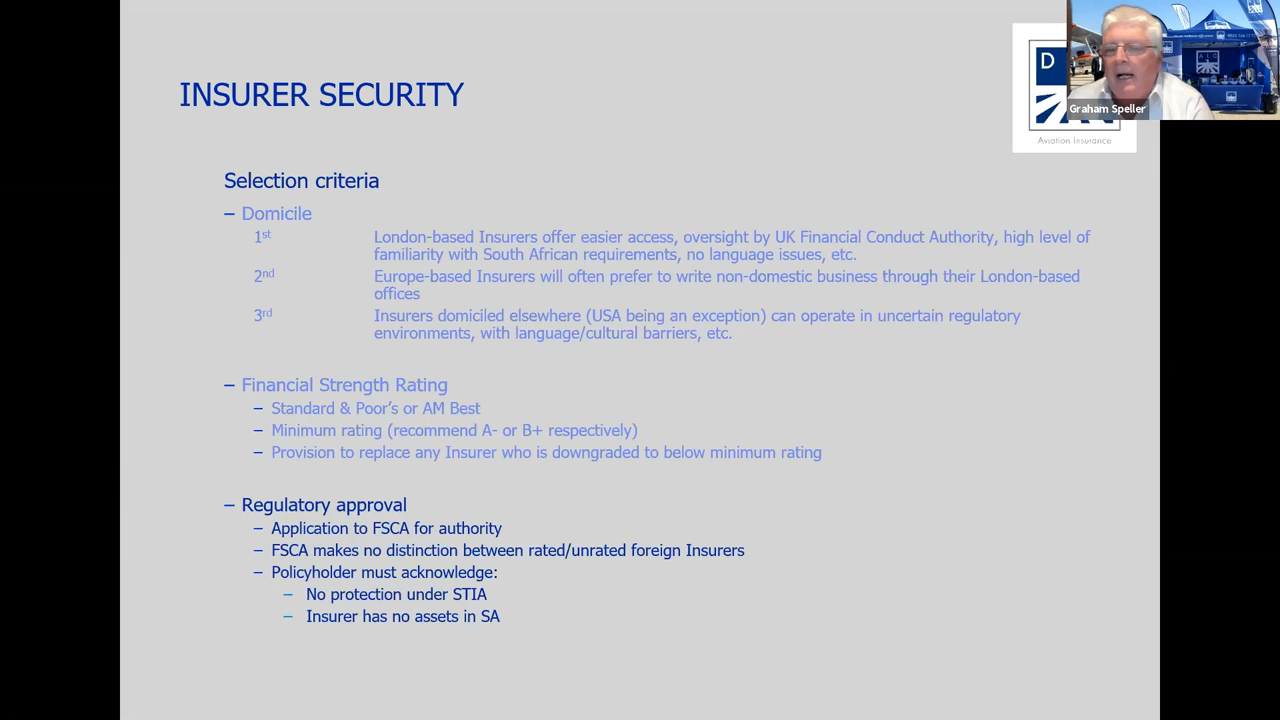 INSURER SECURITY
D
Aviation Insurance
Graham Speller
Selection criteria
– Domicile
1st London-based Insurers offer easier access, oversight by UK Financial Conduct Authority, high level of
familiarity with South African requirements, no language issues, etc.
2nd Europe-based Insurers will often prefer to write non-domestic business through their London-based
offices
3rd Insurers domiciled elsewhere (USA being an exception) can operate in uncertain regulatory
environments, with language/cultural barriers, etc.
– Financial Strength Rating
– Standard & Poor's or AM Best
– Minimum rating (recommend A- or B+ respectively)
– Provision to replace any Insurer who is downgraded to below minimum rating
– Regulatory approval
– Application to FSCA for authority
– FSCA makes no distinction between rated/unrated foreign Insurers
– Policyholder must acknowledge:
– No protection under STIA
– Insurer has no assets in SA